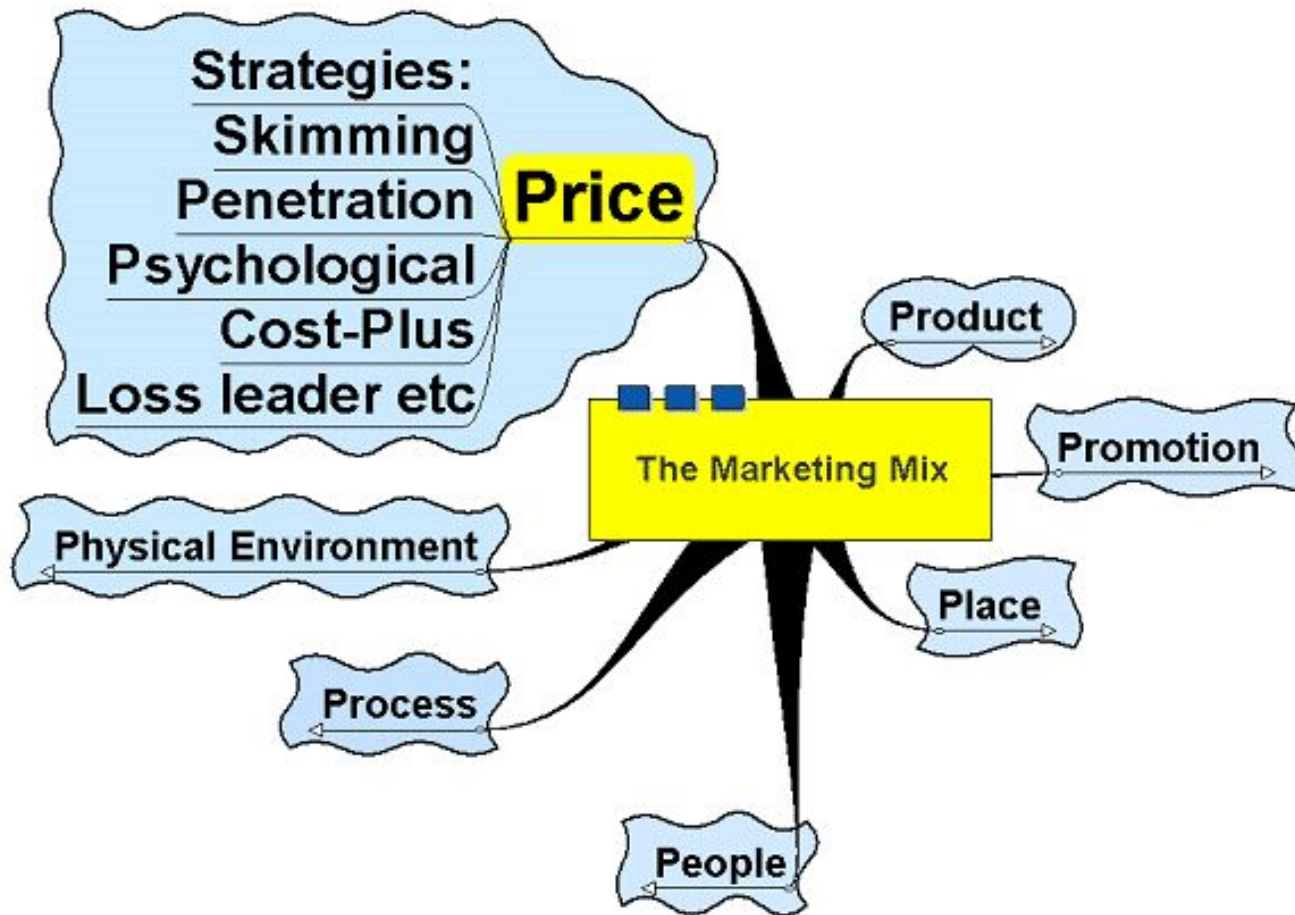 Strategies:
Skimming
Penetration
Psychological
Cost-Plus
Loss leader etc
Price
Product
The Marketing Mix
Promotion
Physical Environment
Place
Process
People